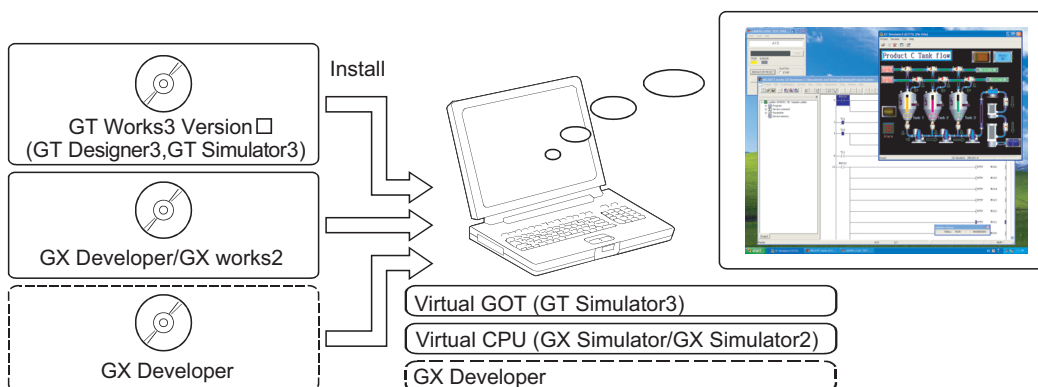 Install
GT Works3 Version□
(GT Designer3,GT Simulator3)
GX Developer/GX works2
GX Developer
Virtual GOT (GT Simulator3)
Virtual CPU (GX Simulator/GX Simulator2)
GX Developer
Product C Tank flow